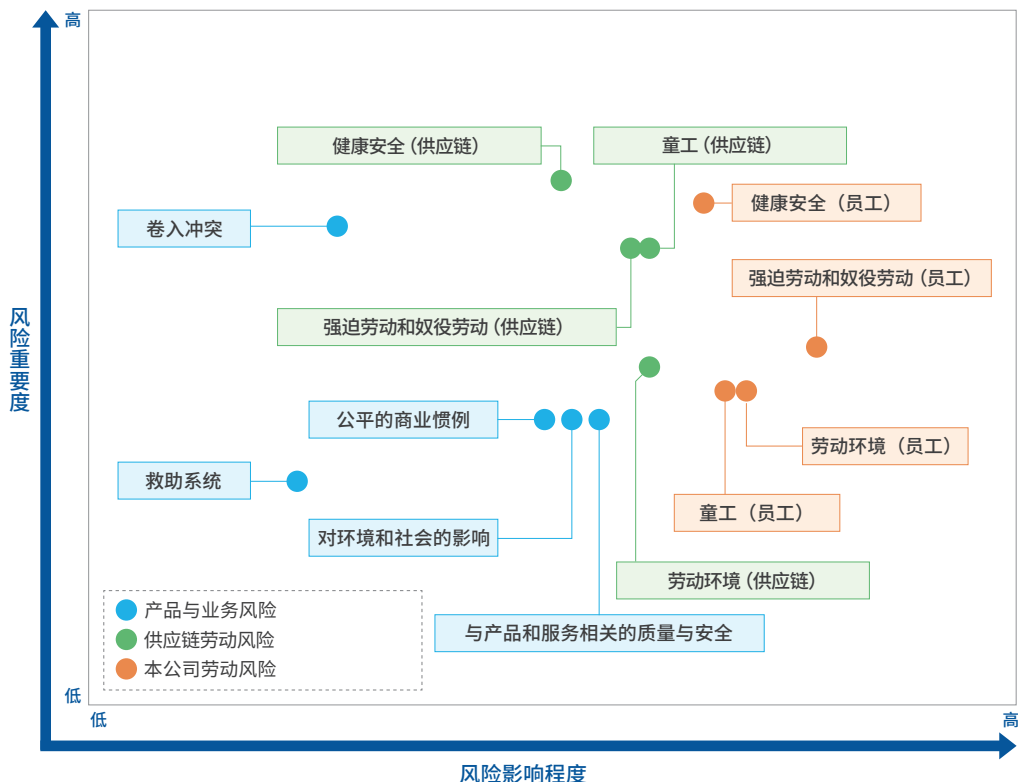 高
健康安全（供应链）
童工（供应链）
健康安全（员工）
卷入冲突
强迫劳动和奴役劳动（员工）
强迫劳动和奴役劳动（供应链）
风险重要度
公平的商业惯例
劳动环境（员工）
救助系统
童工（员工）
对环境和社会的影响
劳动环境（供应链）
产品与业务风险
与产品和服务相关的质量与安全
供应链劳动风险
本公司劳动风险
低
低
高
风险影响程度